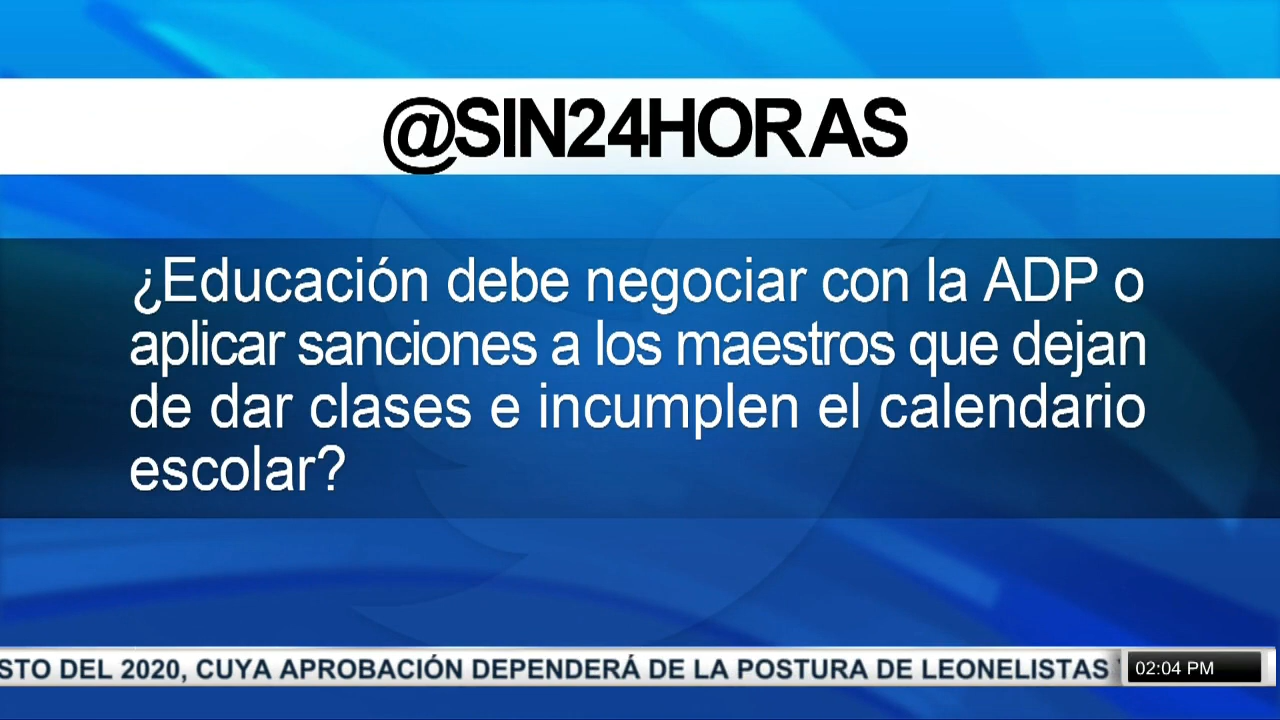 @SIN24HORAS
¿Educación debe negociar con la ADP o
aplicar sanciones a los maestros que dejan
de dar clases e incumplen el calendario
escolar?
STO DEL 2020, CUYA APROBACIÓN DEPENDERÁ DE LA POSTURA DE LEONELISTAS
02:04 PM